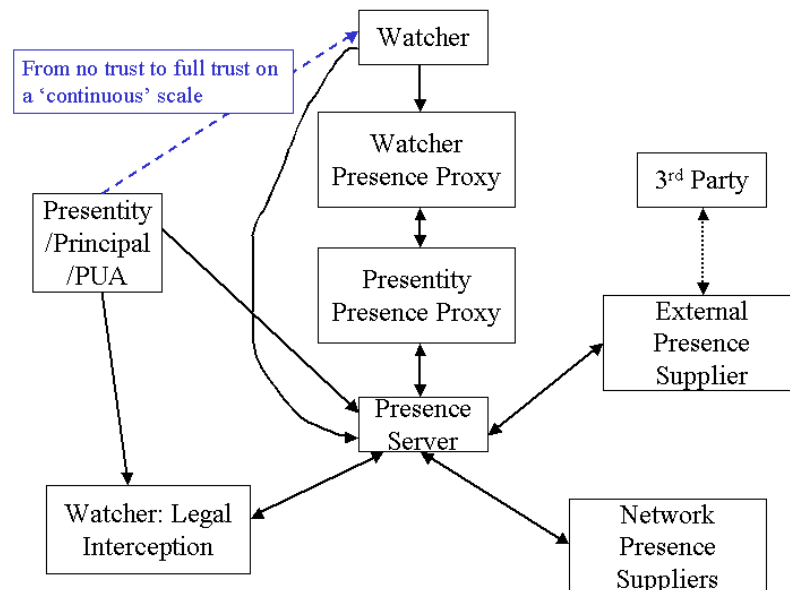 Watcher
From no trust to full trust on
a ‘continuous’ scale
Watcher
Presence Proxy
3rd Party
Presentity
/Principal
/PUA
Presentity
Presence Proxy
External
Presence
Supplier
Presence
Server
Watcher: Legal
Interception
Network
Presence
Suppliers